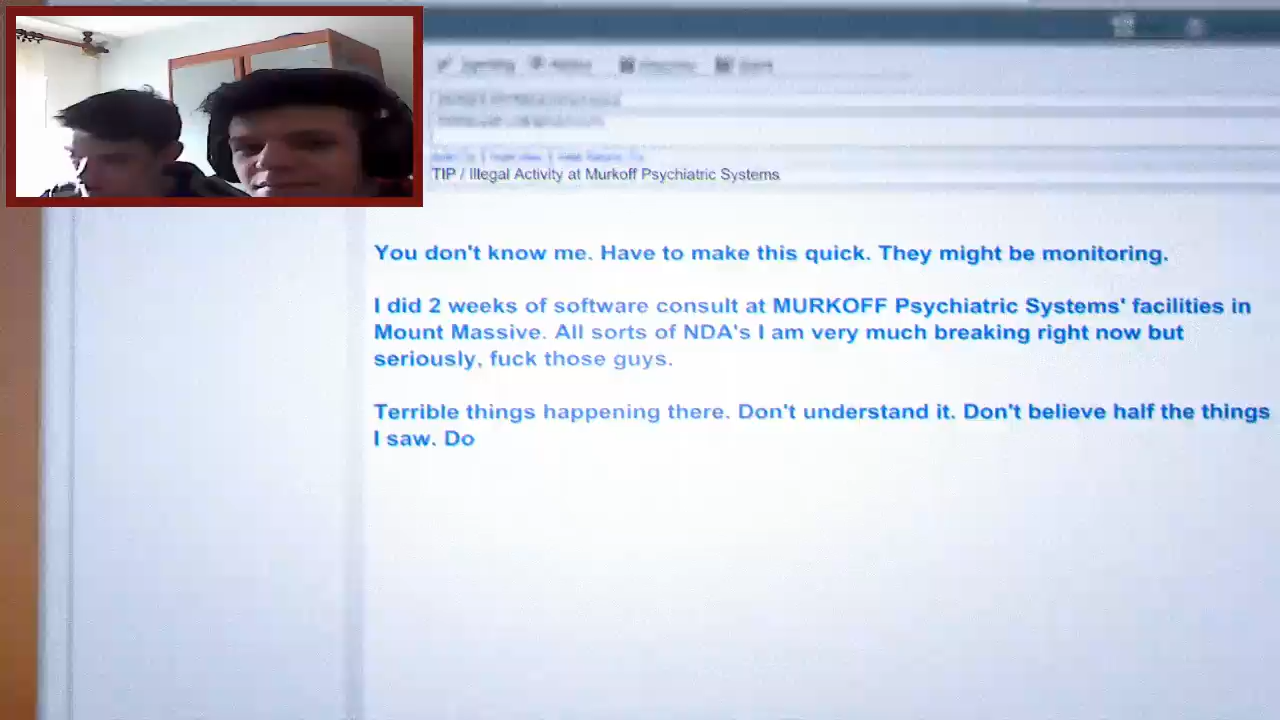 TIP / Illegal Activity at Murkoff Psychiatric Systems
You don't know me. Have to make this quick. They might be monitoring.
I did 2 weeks of software consult at MURKOFF Psychiatric Systems' facilities in
Mount Massive. All sorts of NDA's I am very much breaking right now but
seriously, fuck those guys.
Terrible things happening there. Don't understand it. Don't believe half the things
I saw. Do